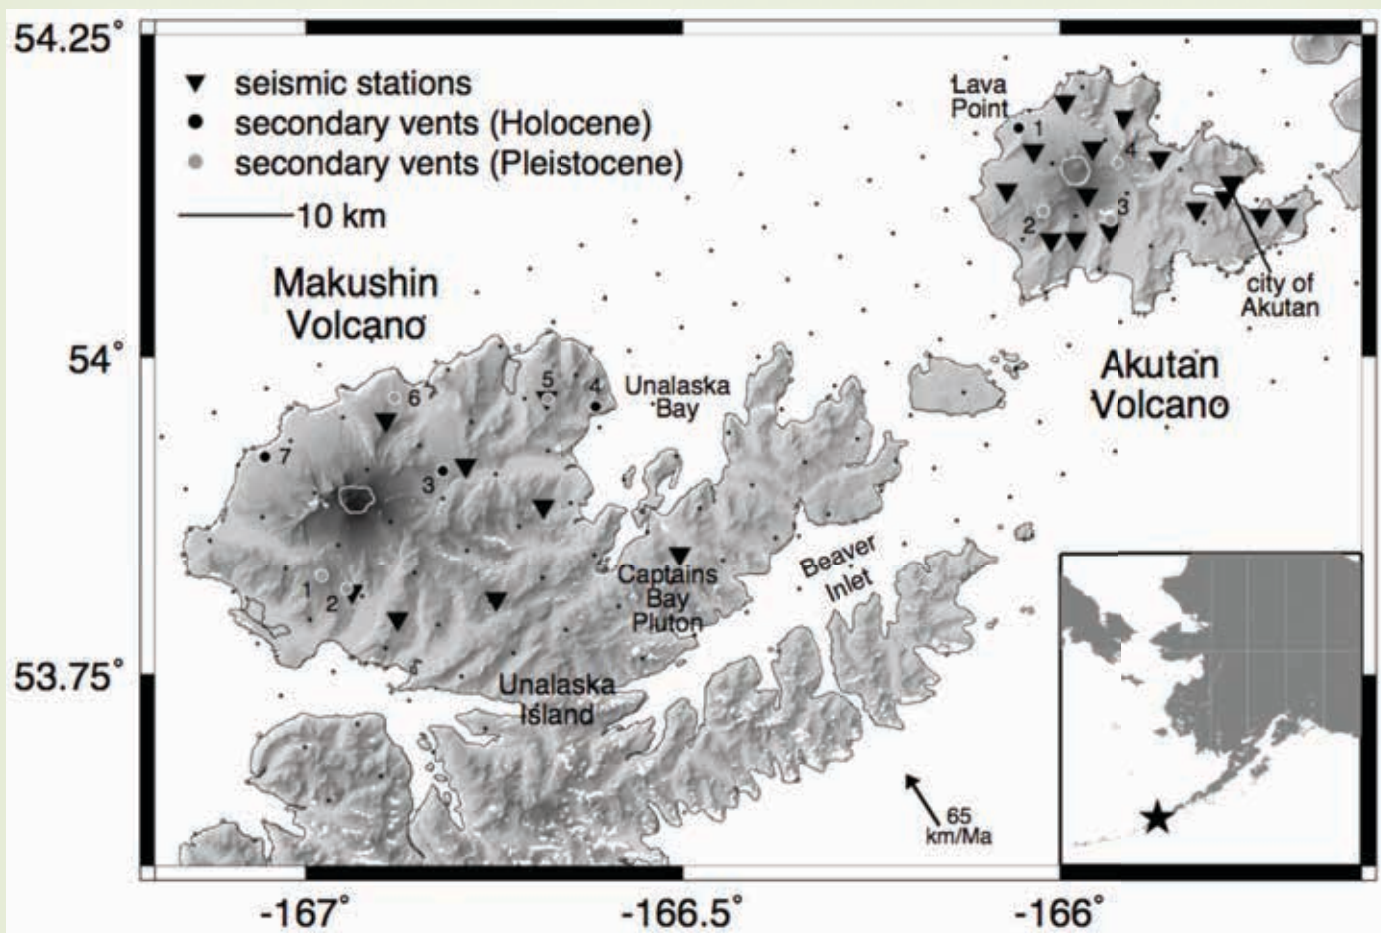 54.25°
seismic stations
secondary vents (Holocene)
secondary vents (Pleistocene)
10 km
Lava
Point
1
4
2
3
city of
Akutan
Akutan
Volcano
Makushin
Volcano
54°
5
4
6
7
3
1
2
Unalaska
Bay
Captains
Bay
Pluton
Beaver
Inlet
53.75°
Unalaska
Island
65
km/Ma
-167°
-166.5°
-166°